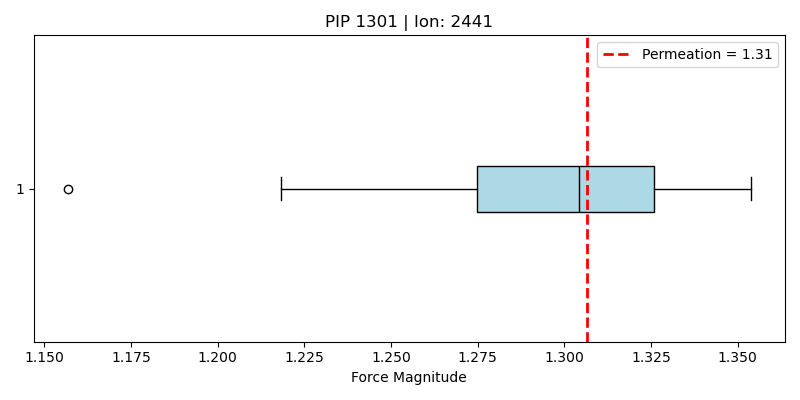 PIP 1301 | Ion: 2441
Permeation = 1.31
1
1.150 1.175 1.200 1.225 1.250 1.275 1.300 1.325 1.350
Force Magnitude